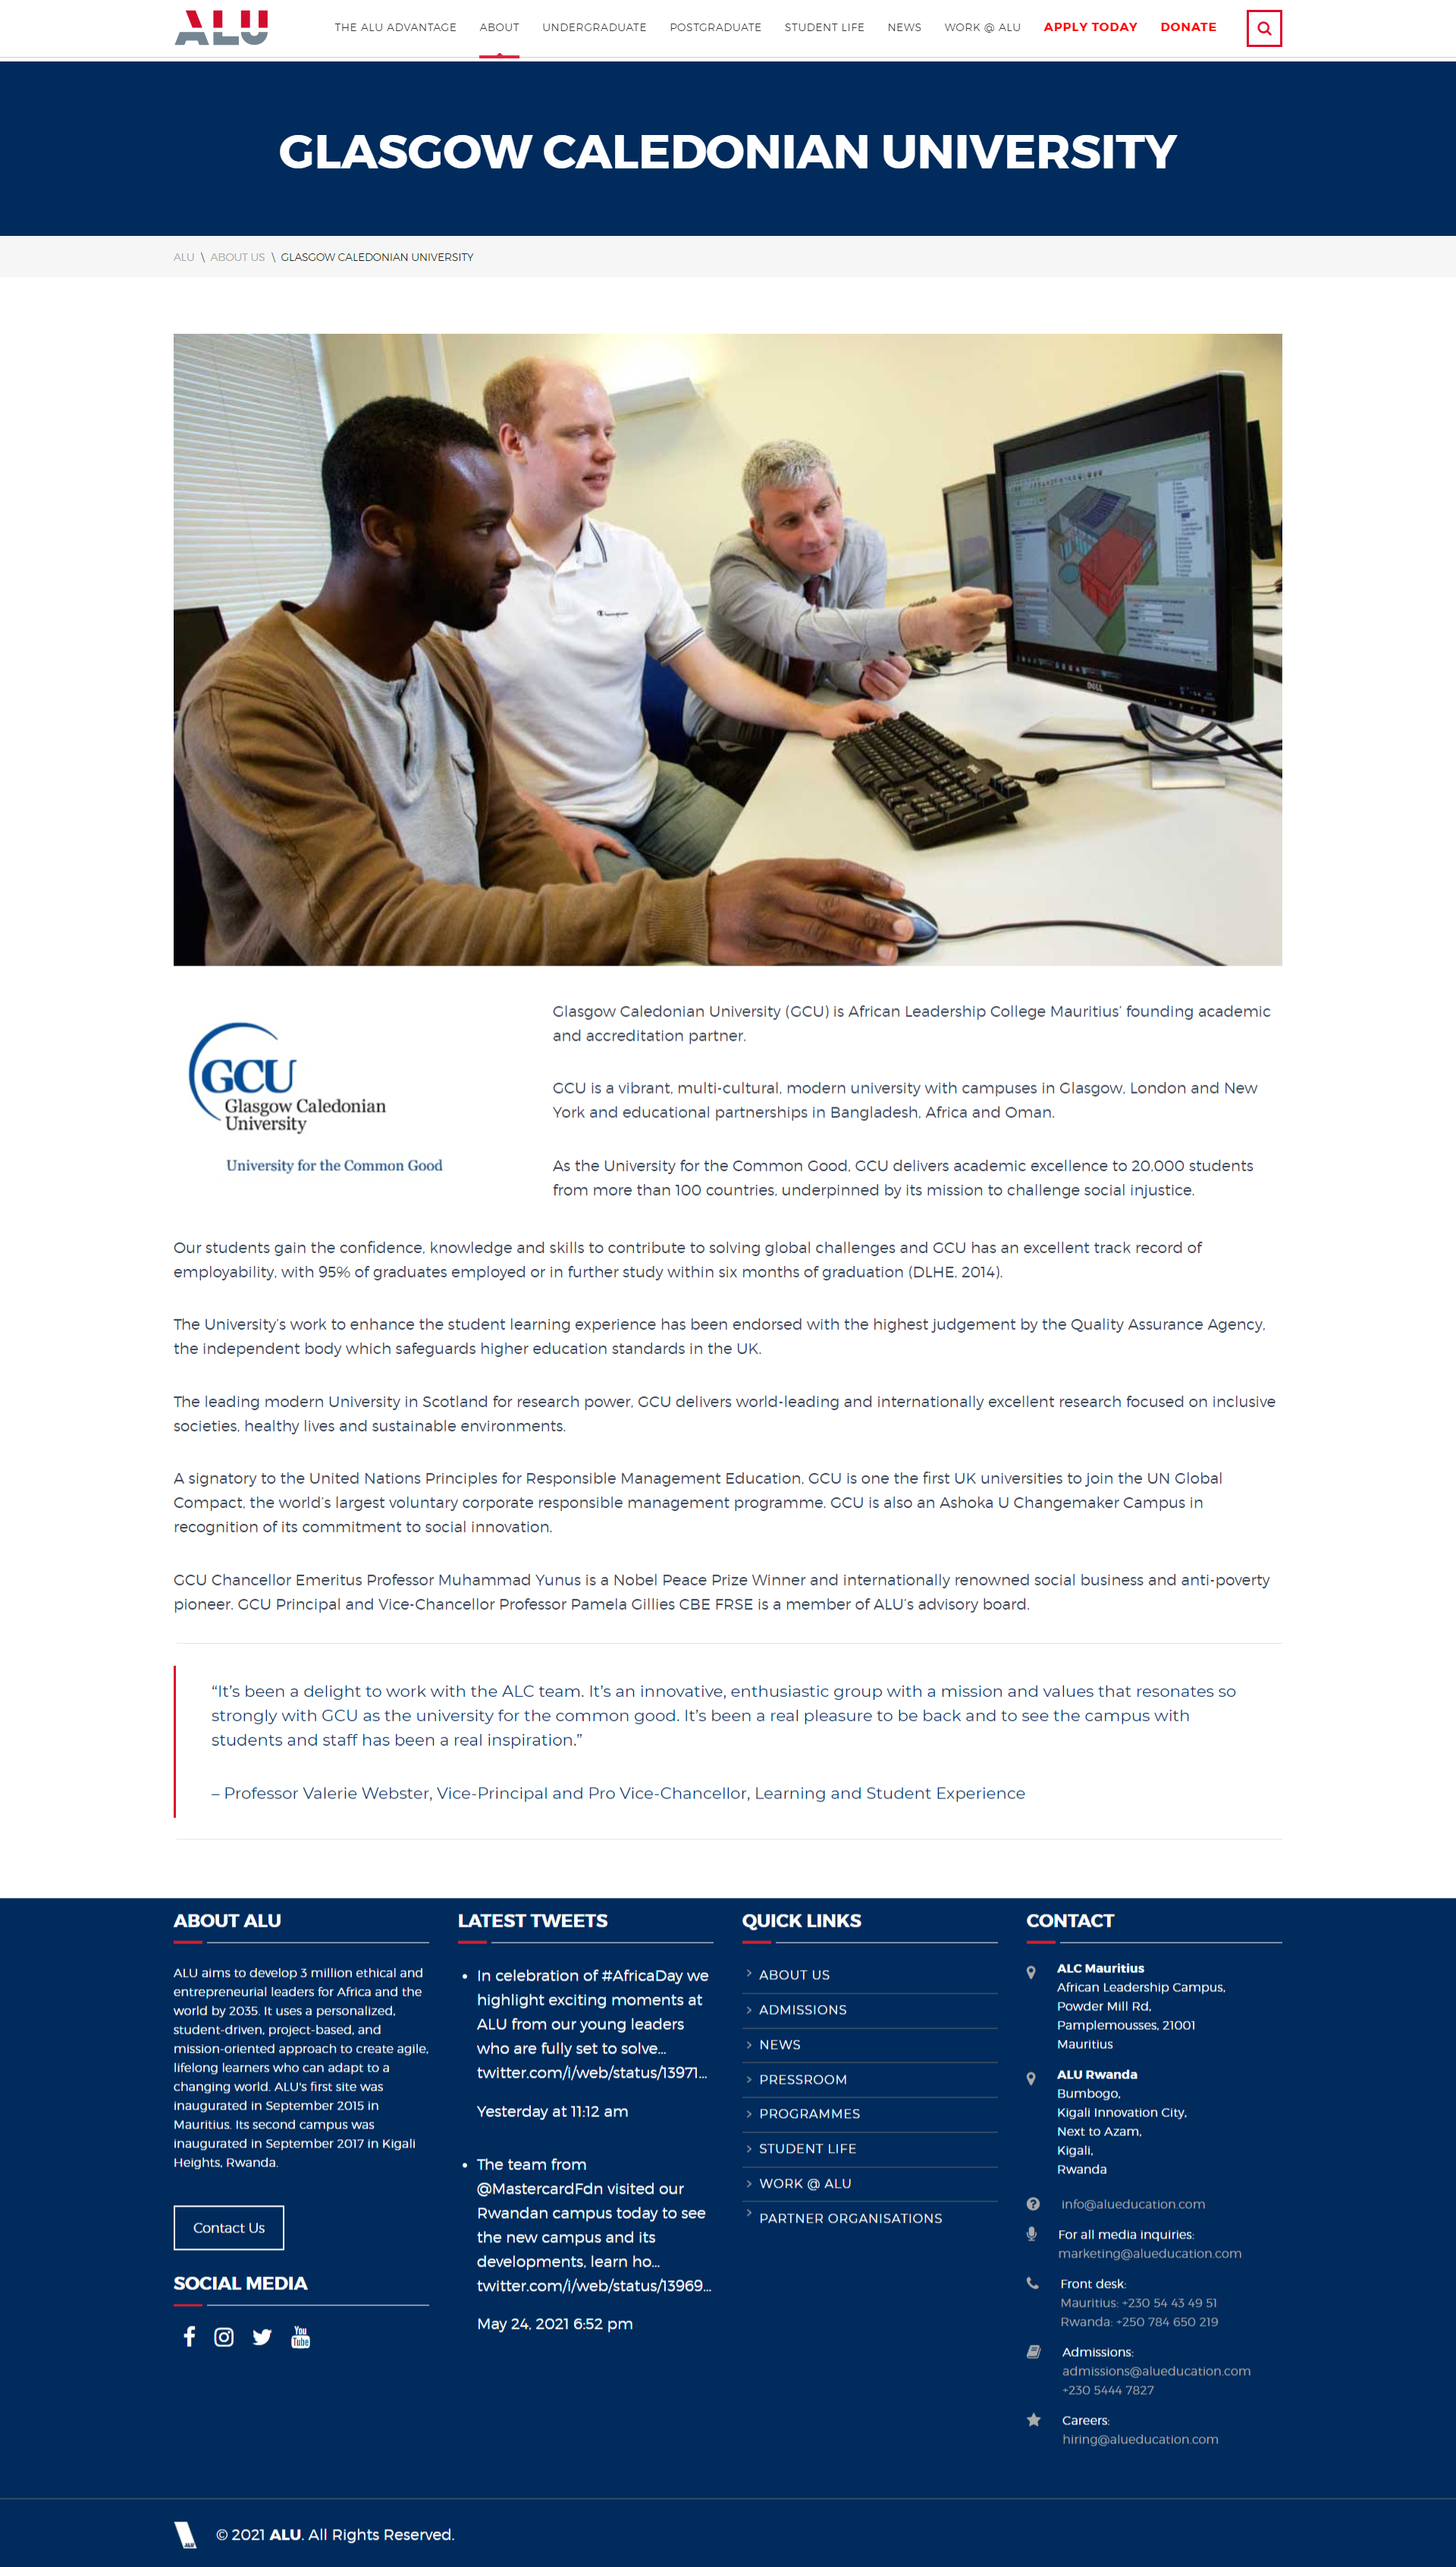 ALU
THE ALU ADVANTAGE
ABOUT
UNDERGRADUATE
POSTGRADUATE
STUDENT LIFE
NEWS
WORK @ ALU
APPLY TODAY
DONATE
GLASGOW CALEDONIAN UNIVERSITY
ALU \ ABOUT US \ GLASGOW CALEDONIAN UNIVERSITY
Champion
DELL
GCU
Glasgow Caledonian
University
University for the Common Good
Glasgow Caledonian University (GCU) is African Leadership College Mauritius’ founding academic
and accreditation partner.
GCU is a vibrant, multi-cultural, modern university with campuses in Glasgow, London and New
York and educational partnerships in Bangladesh, Africa and Oman.
As the University for the Common Good, GCU delivers academic excellence to 20,000 students
from more than 100 countries, underpinned by its mission to challenge social injustice.
Our students gain the confidence, knowledge and skills to contribute to solving global challenges and GCU has an excellent track record of
employability, with 95% of graduates employed or in further study within six months of graduation (DLHE, 2014).
The University’s work to enhance the student learning experience has been endorsed with the highest judgement by the Quality Assurance Agency,
the independent body which safeguards higher education standards in the UK.
The leading modern University in Scotland for research power, GCU delivers world-leading and internationally excellent research focused on inclusive
societies, healthy lives and sustainable environments.
A signatory to the United Nations Principles for Responsible Management Education, GCU is one the first UK universities to join the UN Global
Compact, the world’s largest voluntary corporate responsible management programme. GCU is also an Ashoka U Changemaker Campus in
recognition of its commitment to social innovation.
GCU Chancellor Emeritus Professor Muhammad Yunus is a Nobel Peace Prize Winner and internationally renowned social business and anti-poverty
pioneer. GCU Principal and Vice-Chancellor Professor Pamela Gillies CBE FRSE is a member of ALU’s advisory board.
“It’s been a delight to work with the ALC team. It’s an innovative, enthusiastic group with a mission and values that resonates so
strongly with GCU as the university for the common good. It’s been a real pleasure to be back and to see the campus with
students and staff has been a real inspiration.”
– Professor Valerie Webster, Vice-Principal and Pro Vice-Chancellor, Learning and Student Experience
ABOUT ALU
ALU aims to develop 3 million ethical and
entrepreneurial leaders for Africa and the
world by 2035. It uses a personalized,
student-driven, project-based, and
mission-oriented approach to create agile,
lifelong learners who can adapt to a
changing world. ALU's first site was
inaugurated in September 2015 in
Mauritius. Its second campus was
inaugurated in September 2017 in Kigali
Heights, Rwanda.
Contact Us
SOCIAL MEDIA
You
Tube
LATEST TWEETS
• In celebration of #AfricaDay we
highlight exciting moments at
ALU from our young leaders
who are fully set to solve…
twitter.com/i/web/status/13971…
Yesterday at 11:12 am
• The team from
@MastercardFdn visited our
Rwandan campus today to see
the new campus and its
developments, learn ho…
twitter.com/i/web/status/13969…
May 24, 2021 6:52 pm
QUICK LINKS
ABOUT US
ADMISSIONS
NEWS
PRESSROOM
PROGRAMMES
STUDENT LIFE
WORK @ ALU
PARTNER ORGANISATIONS
CONTACT
ALC Mauritius
African Leadership Campus,
Powder Mill Rd,
Pamplemousses, 21001
Mauritius
ALU Rwanda
Bumbogo,
Kigali Innovation City,
Next to Azam,
Kigali,
Rwanda
info@alueducation.com
For all media inquiries:
marketing@alueducation.com
Front desk:
Mauritius: +230 54 43 49 51
Rwanda: +250 784 650 219
Admissions:
admissions@alueducation.com
+230 5444 7827
Careers:
hiring@alueducation.com
ALU
© 2021 ALU. All Rights Reserved.